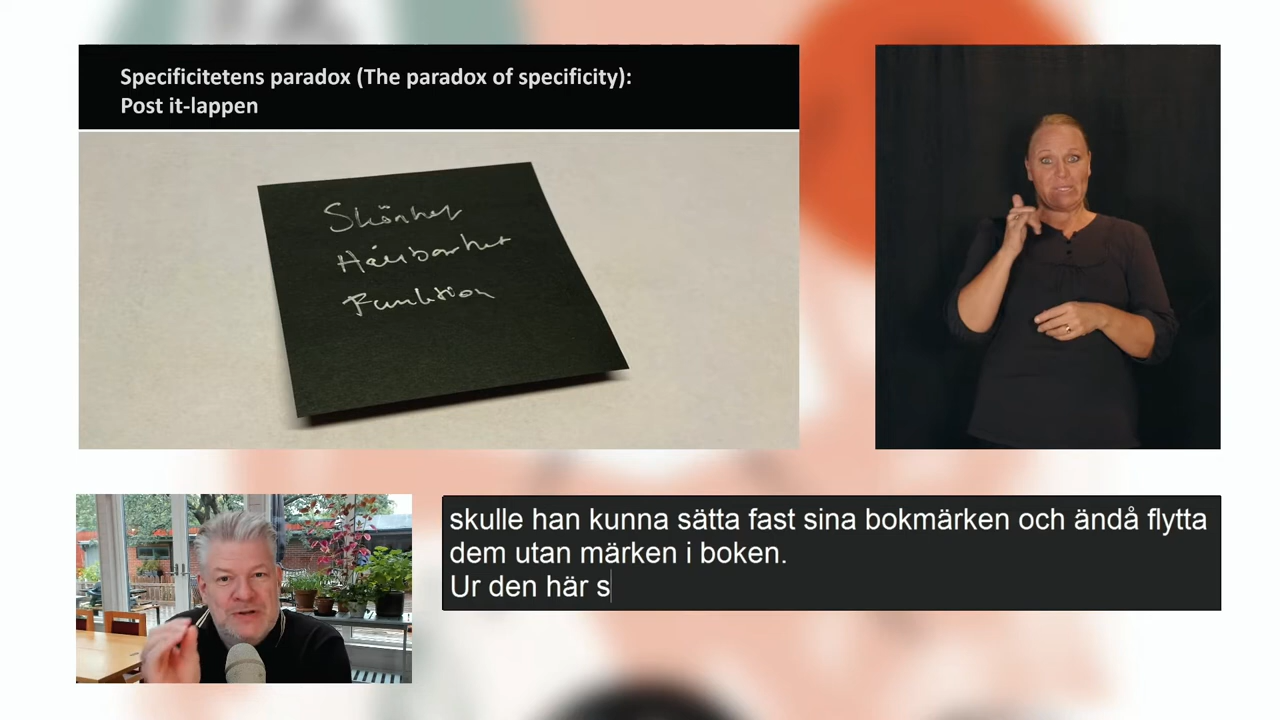 Specificitetens paradox (The paradox of specificity):
Post it-lappen
Skönhet
Hållbarhet
Funktion
skulle han kunna sätta fast sina bokmärken och ändå flytta
dem utan märken i boken.
Ur den här s